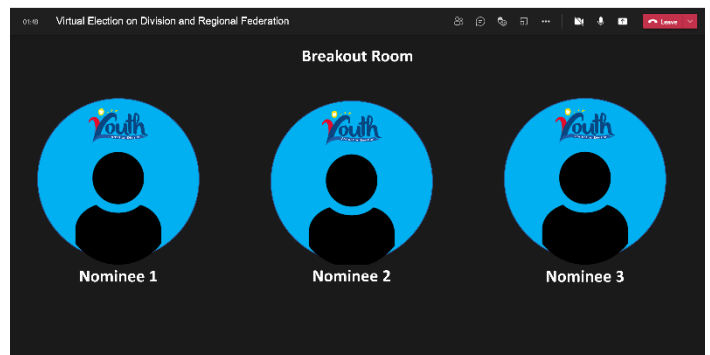 01:48 Virtual Election on Division and Regional Federation Leave
Breakout Room
Youth Youth Youth
Nominee 1 Nominee 2 Nominee 3